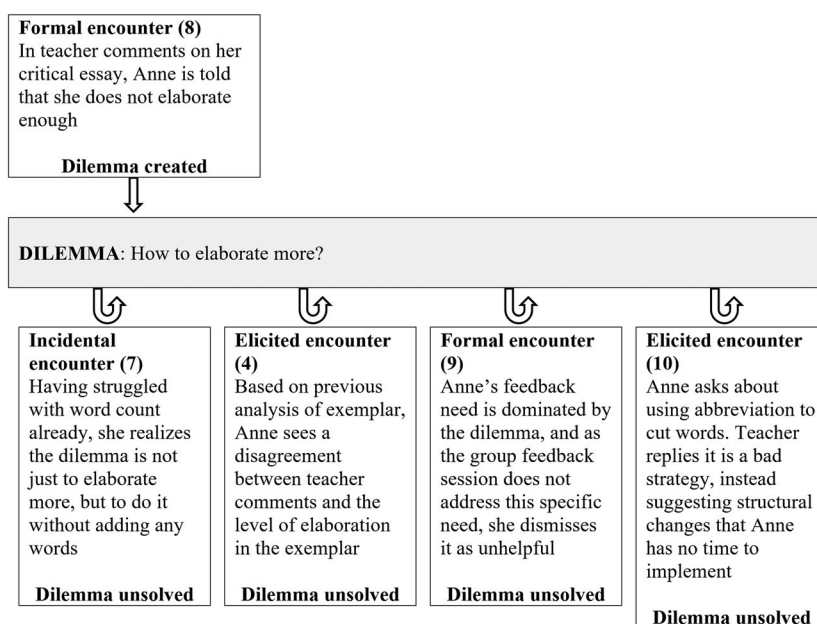 Formal encounter (8)
In teacher comments on her
critical essay, Anne is told
that she does not elaborate
enough
Dilemma created
DILEMMA: How to elaborate more?
Incidental
encounter (7)
Having struggled
with word count
already, she realizes
the dilemma is not
just to elaborate
more, but to do it
without adding any
words
Dilemma unsolved
Elicited encounter
(4)
Based on previous
analysis of exemplar,
Anne sees a
disagreement
between teacher
comments and the
level of elaboration
in the exemplar
Dilemma unsolved
Formal encounter
(9)
Anne’s feedback
need is dominated by
the dilemma, and as
the group feedback
session does not
address this specific
need, she dismisses
it as unhelpful
Dilemma unsolved
Elicited encounter
(10)
Anne asks about
using abbreviation to
cut words. Teacher
replies it is a bad
strategy, instead
suggesting structural
changes that Anne
has no time to
implement
Dilemma unsolved